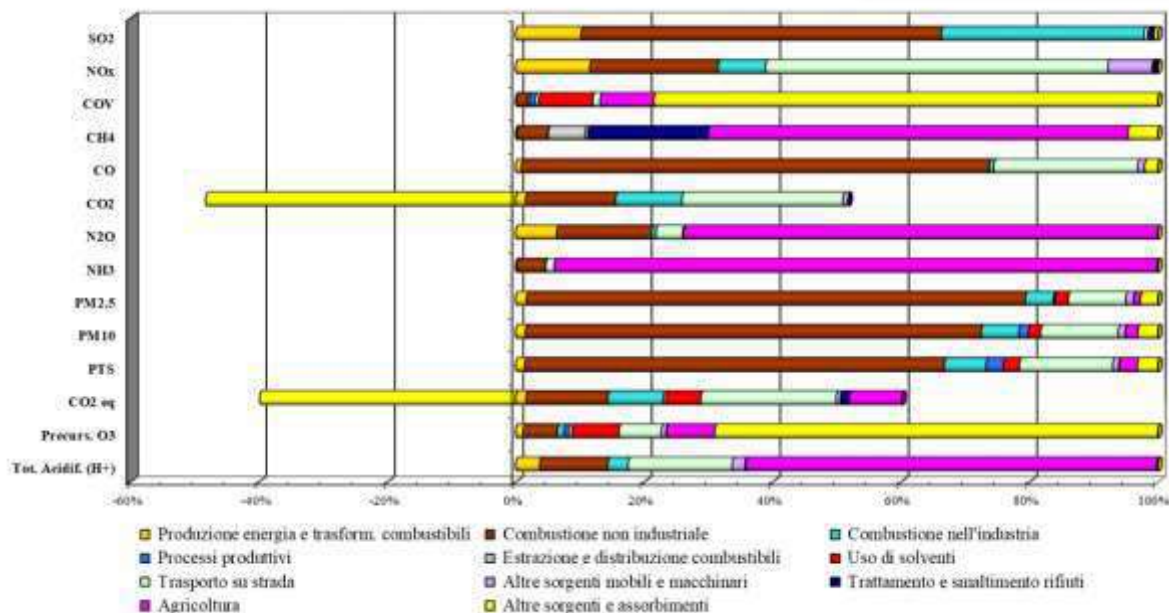 SO2
NOx
COV
CH4
CO
CO2
N2O
NH3
PM2.5
PM10
PTS
CO2 eq
Precurs. O3
Tot. Acidif. (H+)
-60% -40% -20% 0% 20% 40% 60% 80% 100%
Produzione energia e trasform. combustibili Combustione non industriale Combustione nell'industria
Processi produttivi Estrazione e distribuzione combustibili Uso di solventi
Trasporto su strada Altre sorgenti mobili e macchinari Trattamento e smaltimento rifiuti
Agricoltura Altre sorgenti e assorbimenti